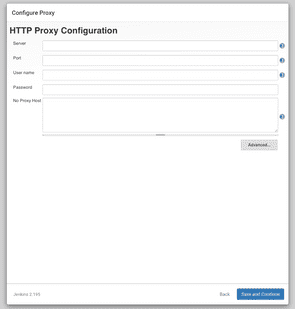 Configure Proxy
HTTP Proxy Configuration
Server
Port
User name
Password
No Proxy Host
Advanced...
Jenkins 2.195
Back
Save and Continue